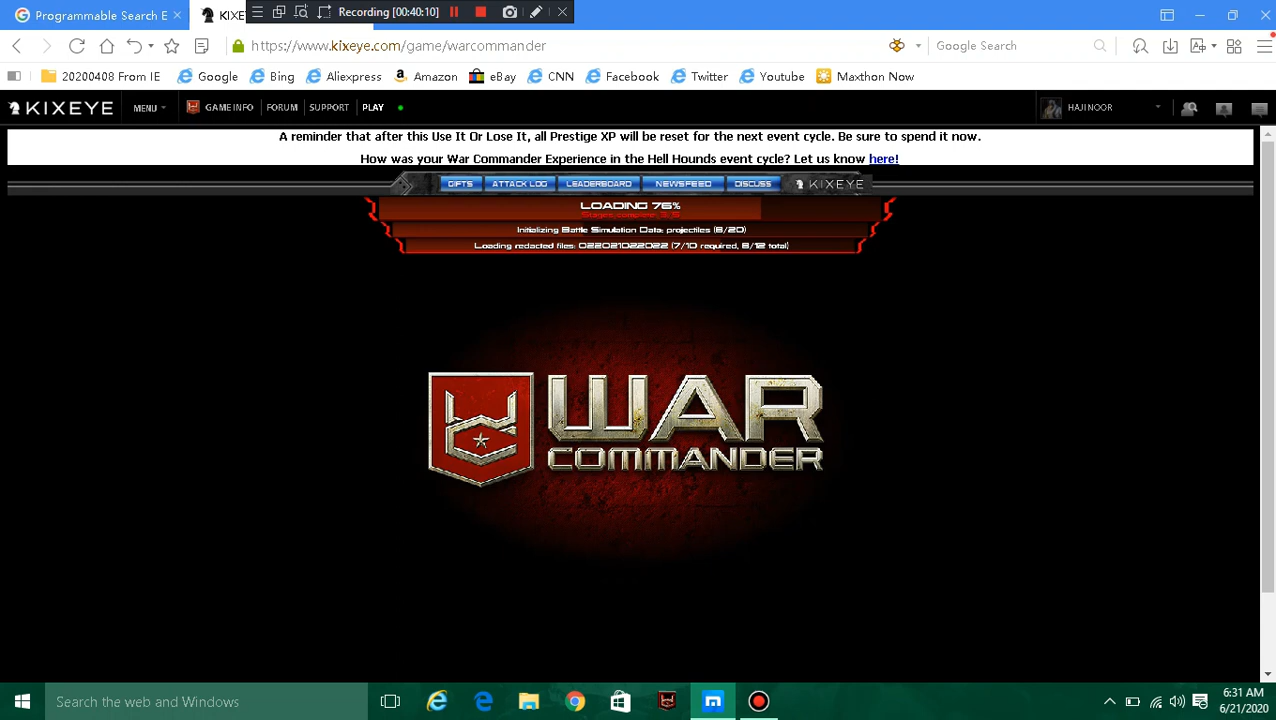 Programmable Search E
KIXE
Recording [00:40:10]
https://www.kixeye.com/game/warcommander
Google Search
20200408 From IE
Google
Bing
Aliexpress
Amazon
eBay
CNN
Facebook
Twitter
Youtube
Maxthon Now
KIXEYE
MENU
GAME INFO
FORUM
SUPPORT
PLAY
HAJINOOR
A reminder that after this Use It Or Lose It, all Prestige XP will be reset for the next event cycle. Be sure to spend it now.
How was your War Commander Experience in the Hell Hounds event cycle? Let us know here!
GIFTS
ATTACK LOG
LEADERBOARD
NEWSFEED
DISCUSS
KIXEYE
LOADING 76%
Stages complete: 3/5
Initializing Battle Simulation Data: projectiles (8/20)
Loading redacted files: 022021022022 (7/10 required, 8/12 total)
WAR
COMMANDER
Search the web and Windows
6:31 AM
6/21/2020